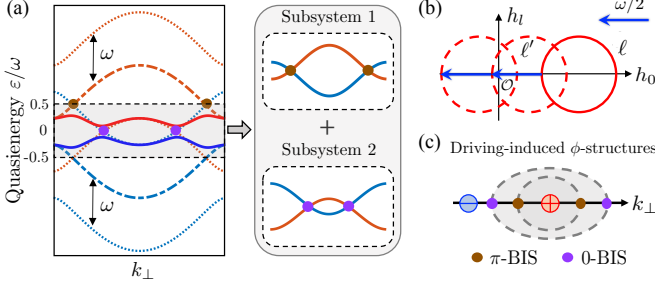 (a)
Quasienergy ε/ω
0.5
0
-0.5
ω
ω
k⊥
Subsystem 1
+
Subsystem 2
(b)
h_l
ω/2
ℓ′
ℓ
𝒪
h_0
(c)
Driving-induced ϕ-structures
k⊥
π-BIS
0-BIS